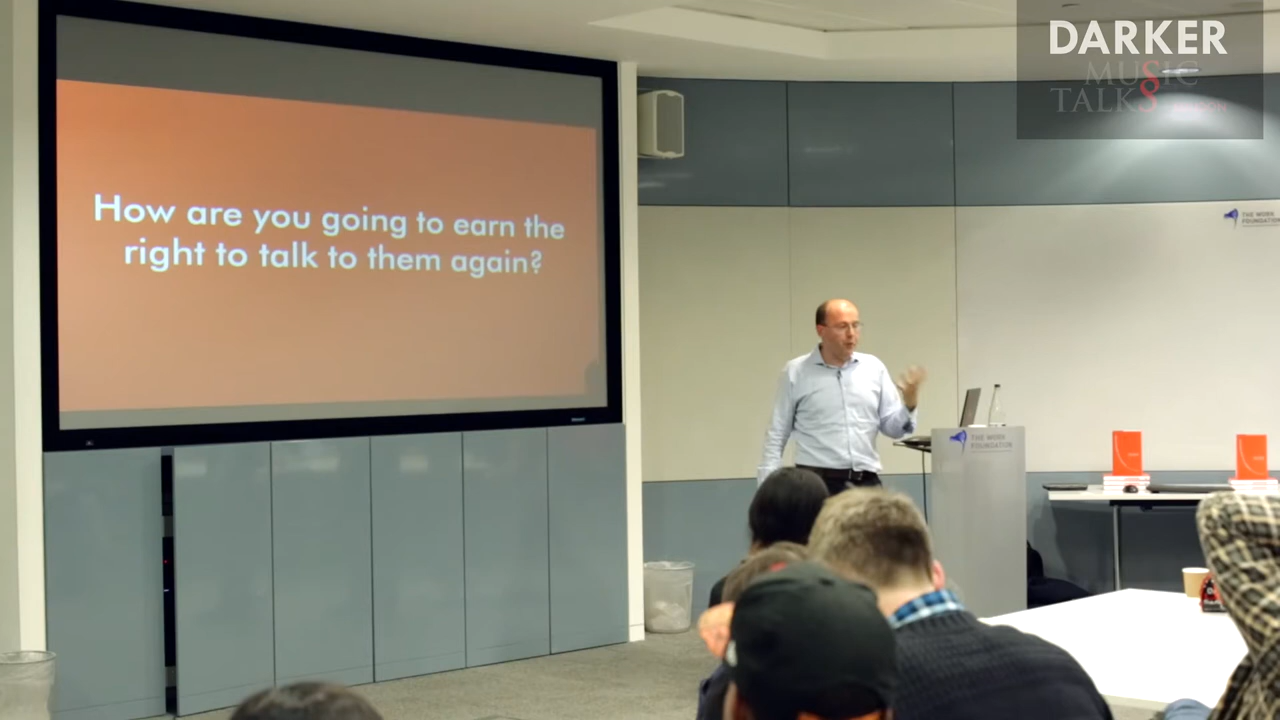 How are you going to earn the
right to talk to them again?
DARKER
MUSIC
TALKS
THE WORK
FOUNDATION
THE WORK
FOUNDATION